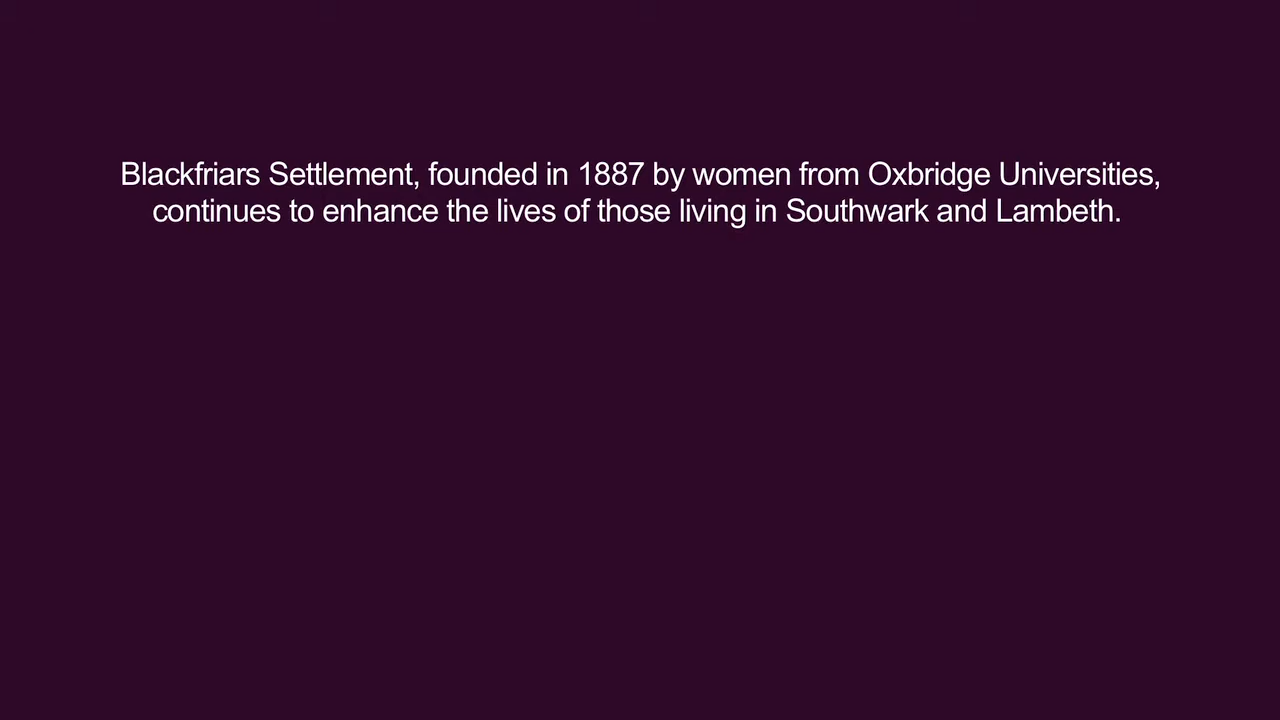 Blackfriars Settlement, founded in 1887 by women from Oxbridge Universities,
continues to enhance the lives of those living in Southwark and Lambeth.